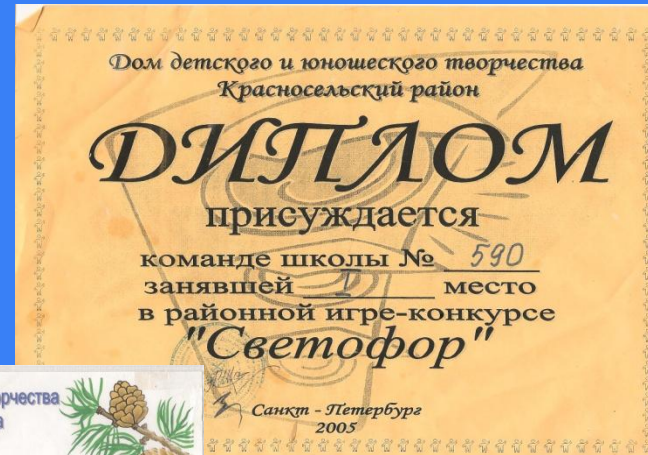 Дом детского и юношеского творчества
Красносельский район
ДИПЛОМ
присуждается
команде школы № 590
занявшей I место
в районной игре-конкурсе
"Светофор"
Санкт - Петербург
2005